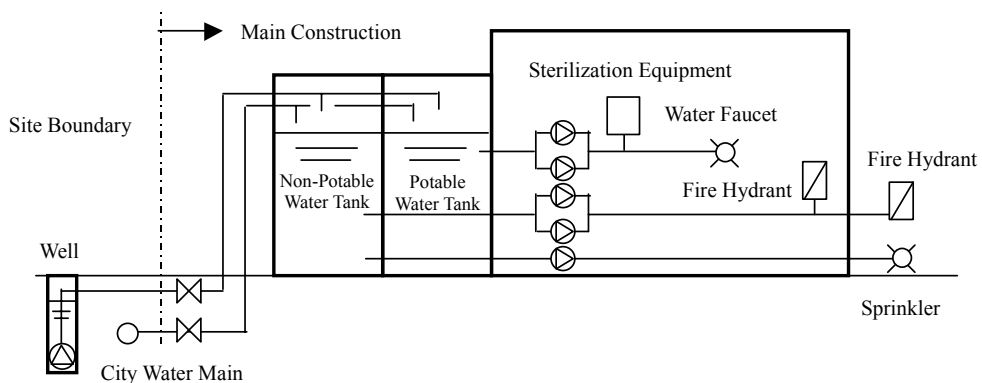 Main Construction
Site Boundary
Sterilization Equipment
Water Faucet
Fire Hydrant
Fire Hydrant
Non-Potable
Water Tank
Potable
Water Tank
Well
Sprinkler
City Water Main